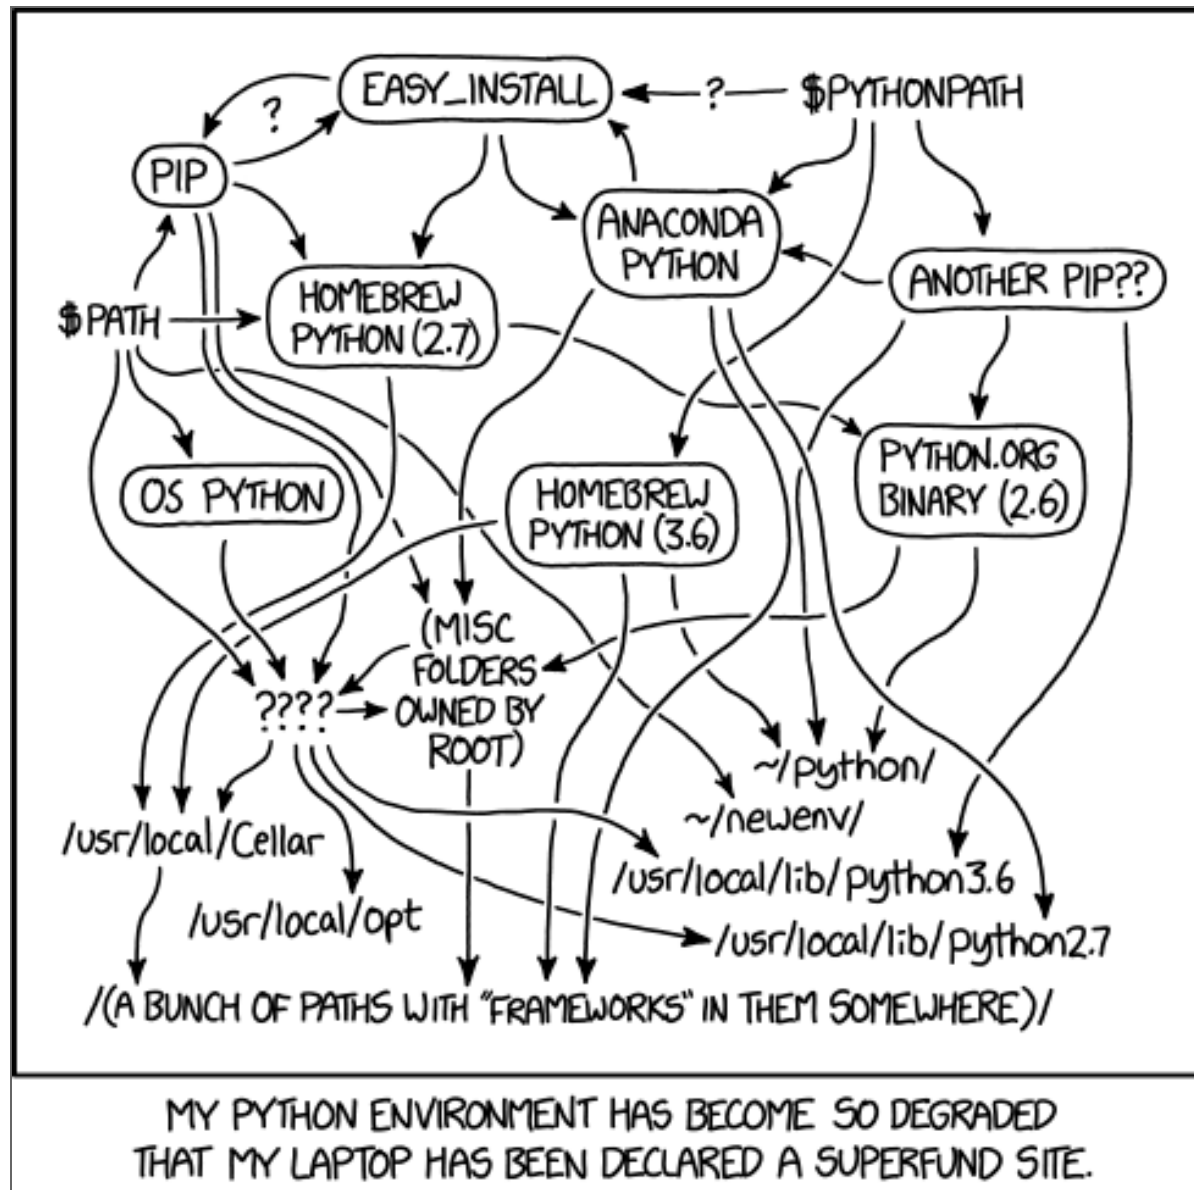 EASY_INSTALL
?
$PYTHONPATH
?
PIP
ANACONDA
PYTHON
ANOTHER PIP??
HOMEBREW
PYTHON (2.7)
$PATH
OS PYTHON
HOMEBREW
PYTHON (3.6)
PYTHON.ORG
BINARY (2.6)
(MISC
FOLDERS
OWNED BY
ROOT)
????
~/python/
~/newenv/
/usr/local/Cellar
/usr/local/lib/python3.6
/usr/local/opt
/usr/local/lib/python2.7
/(A BUNCH OF PATHS WITH "FRAMEWORKS" IN THEM SOMEWHERE)/
MY PYTHON ENVIRONMENT HAS BECOME SO DEGRADED
THAT MY LAPTOP HAS BEEN DECLARED A SUPERFUND SITE.